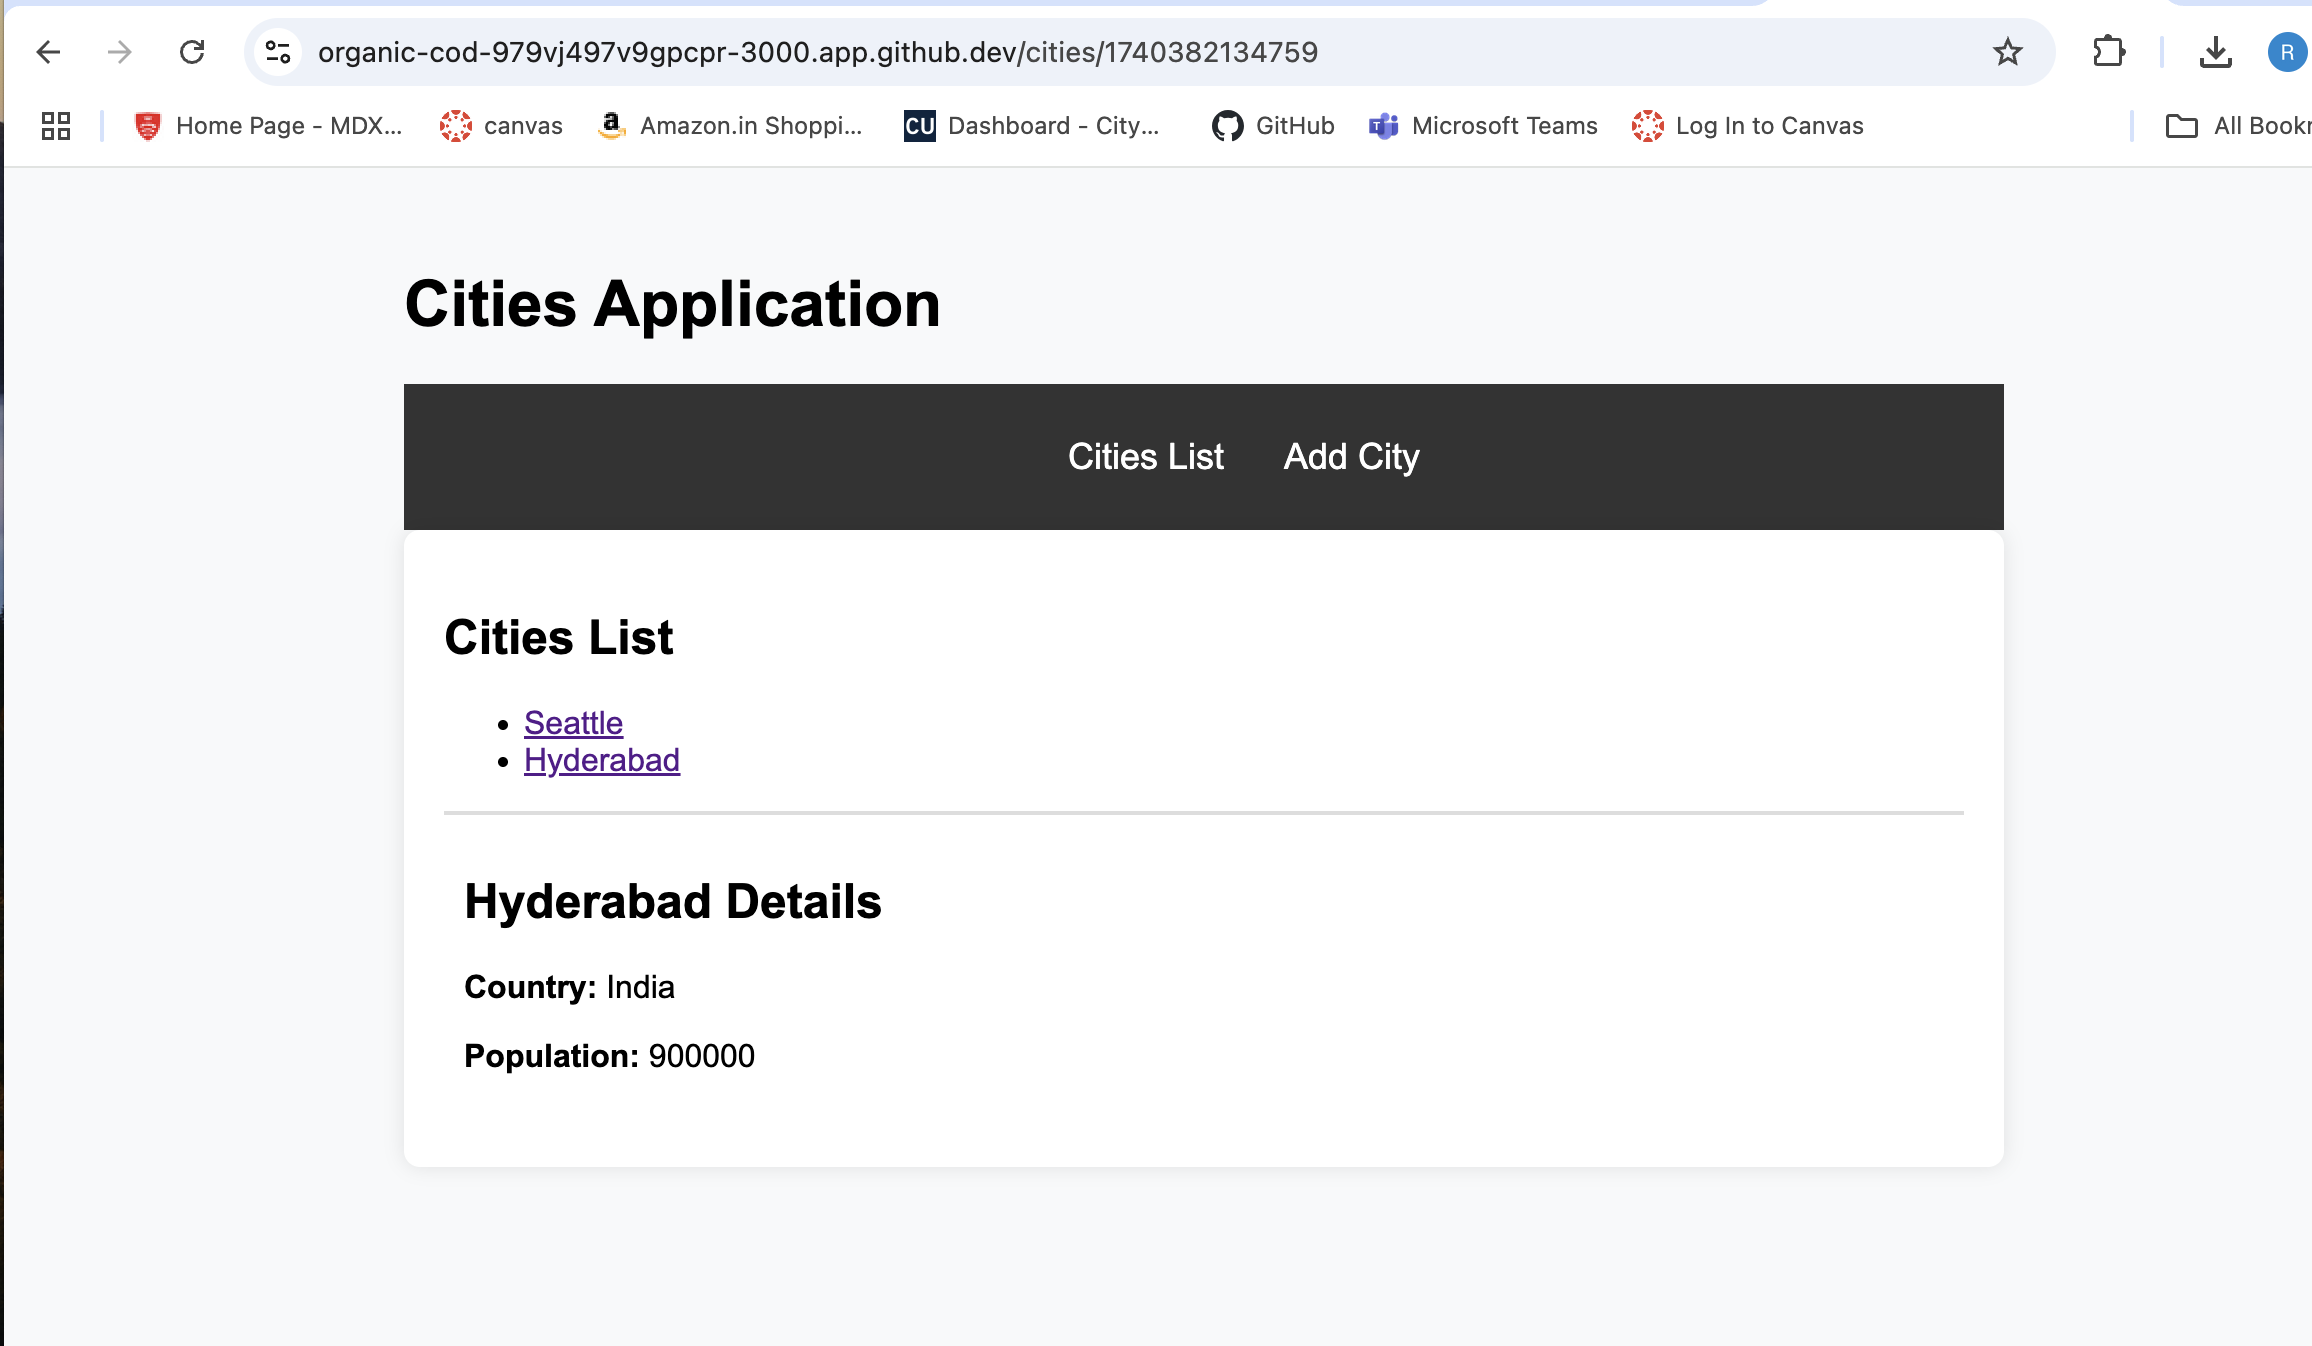 organic-cod-979vj497v9gpcpr-3000.app.github.dev/cities/1740382134759
R
Home Page - MDX...
canvas
Amazon.in Shoppi...
CU
Dashboard - City...
GitHub
Microsoft Teams
Log In to Canvas
All Bookr
Cities Application
Cities List
Add City
Cities List
Seattle
Hyderabad
Hyderabad Details
Country: India
Population: 900000